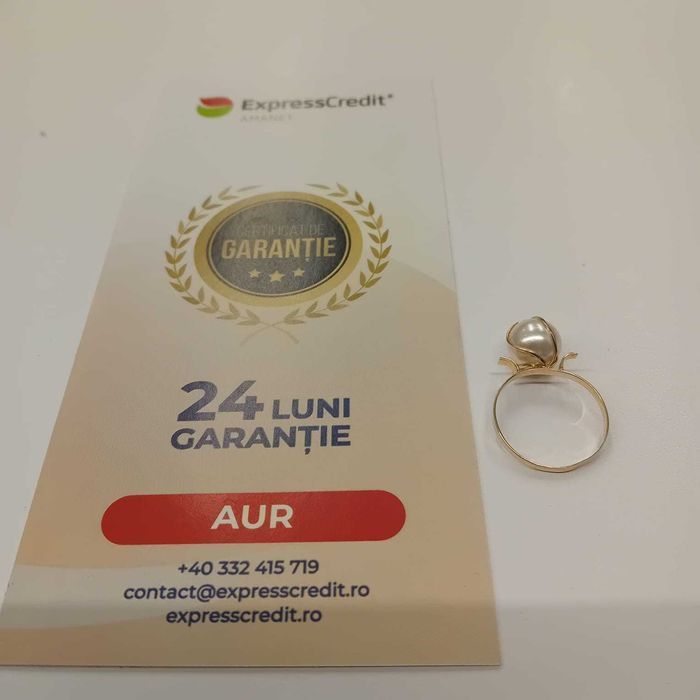 ExpressCredit®
AMANET
CERTIFICAT DE
GARANȚIE
24 LUNI
GARANȚIE
AUR
+40 332 415 719
contact@expresscredit.ro
expresscredit.ro